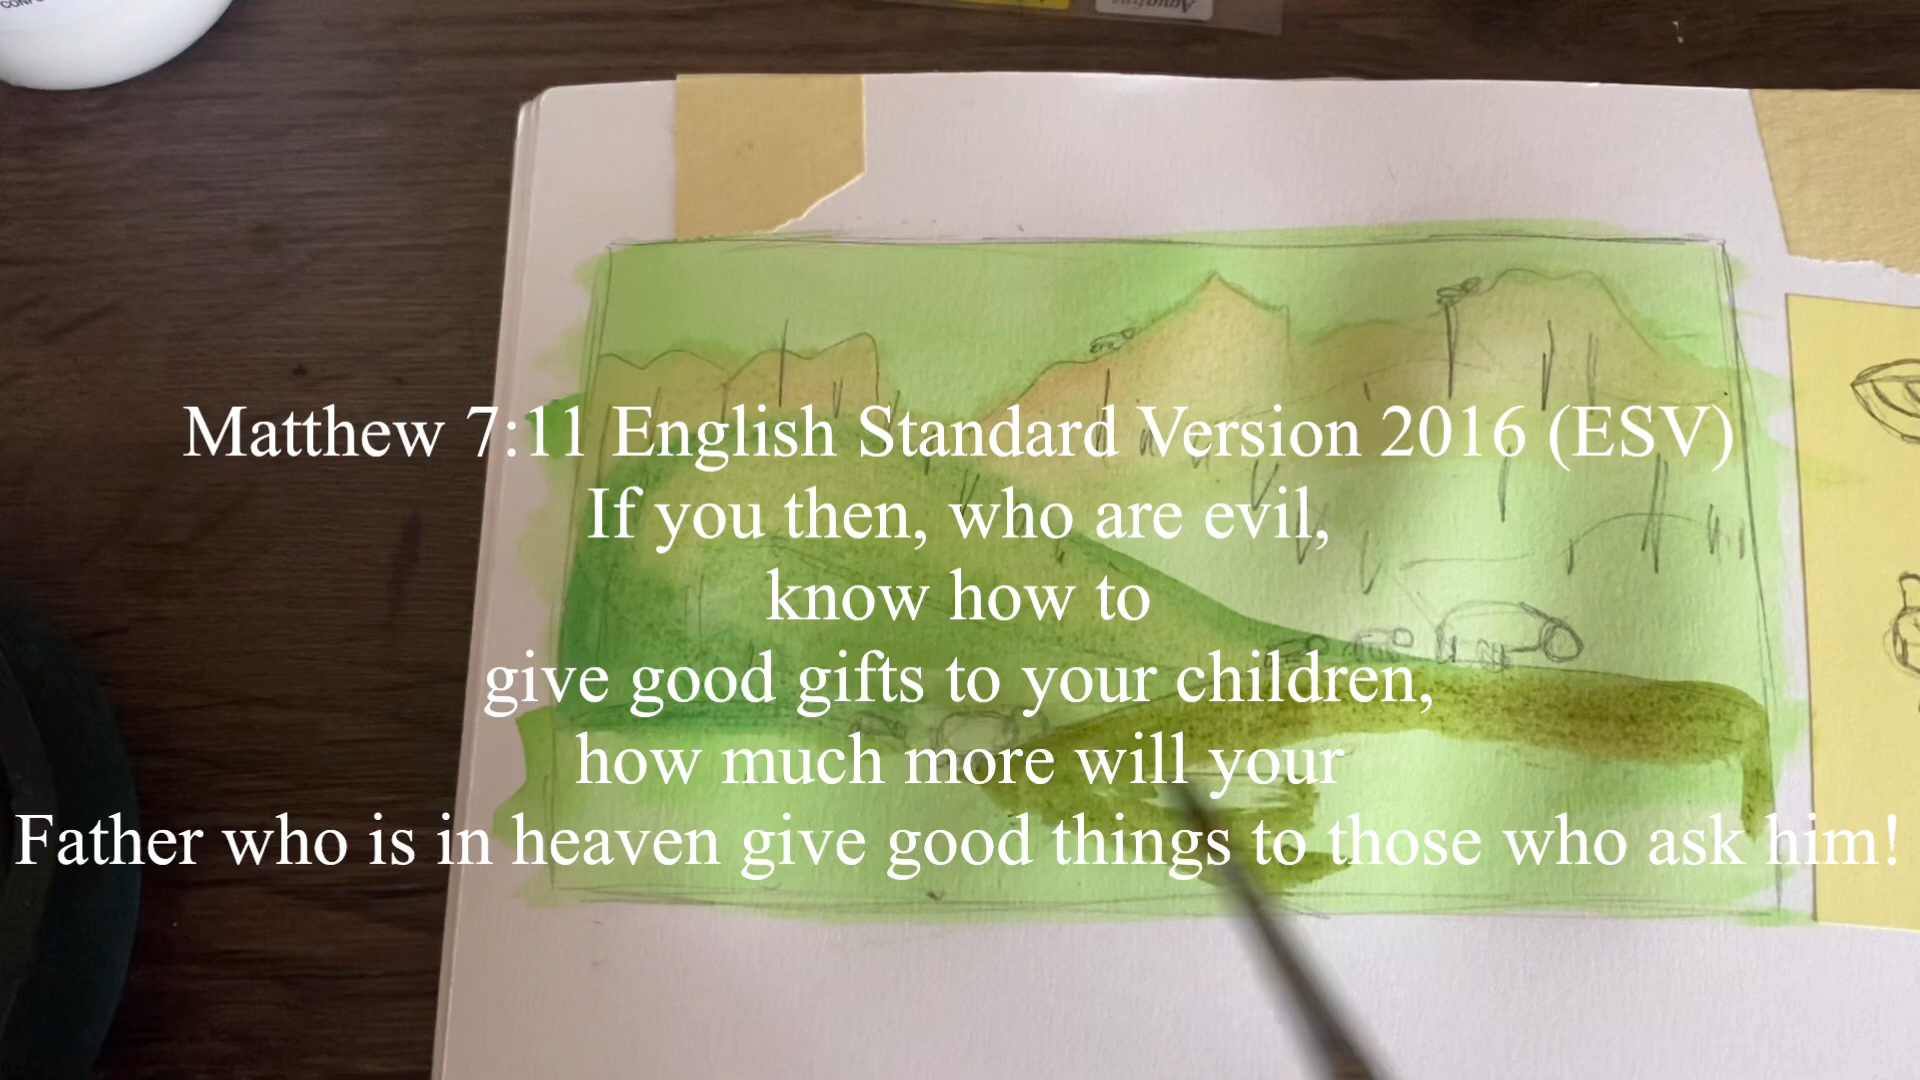 Matthew 7:11 English Standard Version 2016 (ESV)
If you then, who are evil,
know how to
give good gifts to your children,
how much more will your
Father who is in heaven give good things to those who ask him!